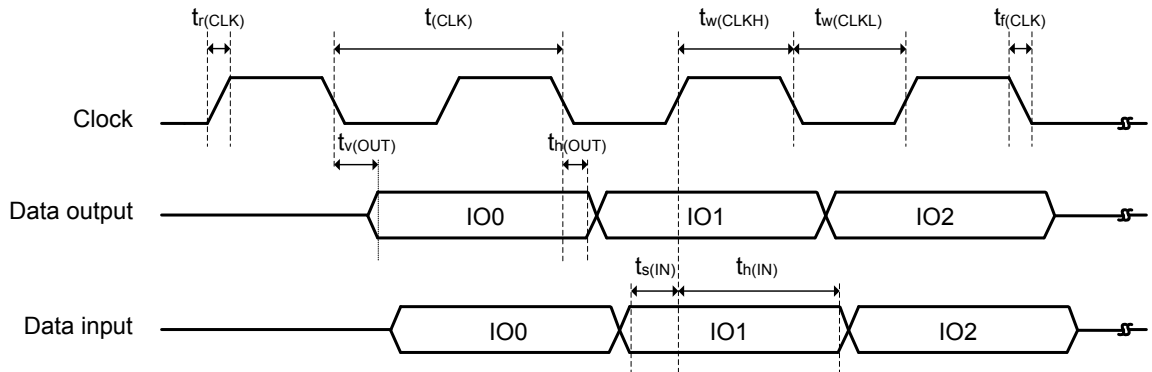 tr(CLK) t(CLK) tw(CLKH) tw(CLKL) tf(CLK)
Clock
tv(OUT) th(OUT)
Data output IO0 IO1 IO2
ts(IN) th(IN)
Data input IO0 IO1 IO2